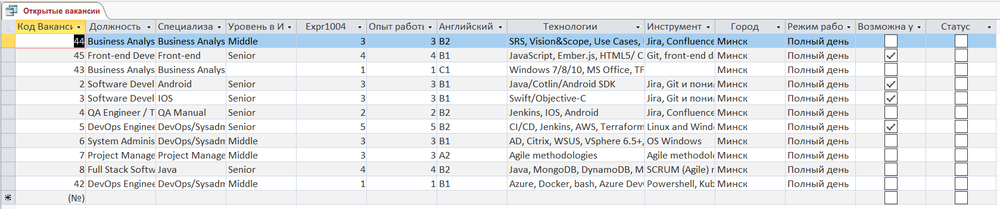 Открытые вакансии
Код Ваканси Должность Специализа Уровень в И Expr1004 Опыт работь Английский Технологии Инструмент Город Режим рабо Возможна у Статус
44 Business Analys Business Analys Middle 3 3 B2 SRS, Vision&Scope, Use Cases, Jira, Confluence Минск Полный день
45 Front-end Deve Front-end Senior 4 4 B1 JavaScript, Ember.js, HTML5/ C Git, front-end d Минск Полный день
43 Business Analys Business Analys 1 1 C1 Windows 7/8/10, MS Office, TF Минск Полный день
2 Software Devel Android Senior 3 3 B1 Java/Cotlin/Android SDK Jira, Git и пони Минск Полный день
3 Software Devel IOS Senior 3 3 B1 Swift/Objective-C Jira, Git и пони Минск Полный день
4 QA Engineer / T QA Manual Senior 2 2 B2 Jenkins, IOS, Android Jira, Confluence Минск Полный день
5 DevOps Enginee DevOps/Sysadm Senior 5 5 B2 CI/CD, Jenkins, AWS, Terraform Linux and Wind Минск Полный день
6 System Adminis DevOps/Sysadm Middle 3 3 B1 AD, Citrix, WSUS, VSphere 6.5+, OS Windows Минск Полный день
7 Project Manage Project Manage Middle 3 3 A2 Agile methodologies Agile methodol Минск Полный день
8 Full Stack Softw Java Senior 4 4 B2 Java, MongoDB, DynamoDB, M SCRUM (Agile) Минск Полный день
42 DevOps Enginee DevOps/Sysadm Middle 1 1 B1 Azure, Docker, bash, Azure Dev Powershell, Kub Минск Полный день
(№)